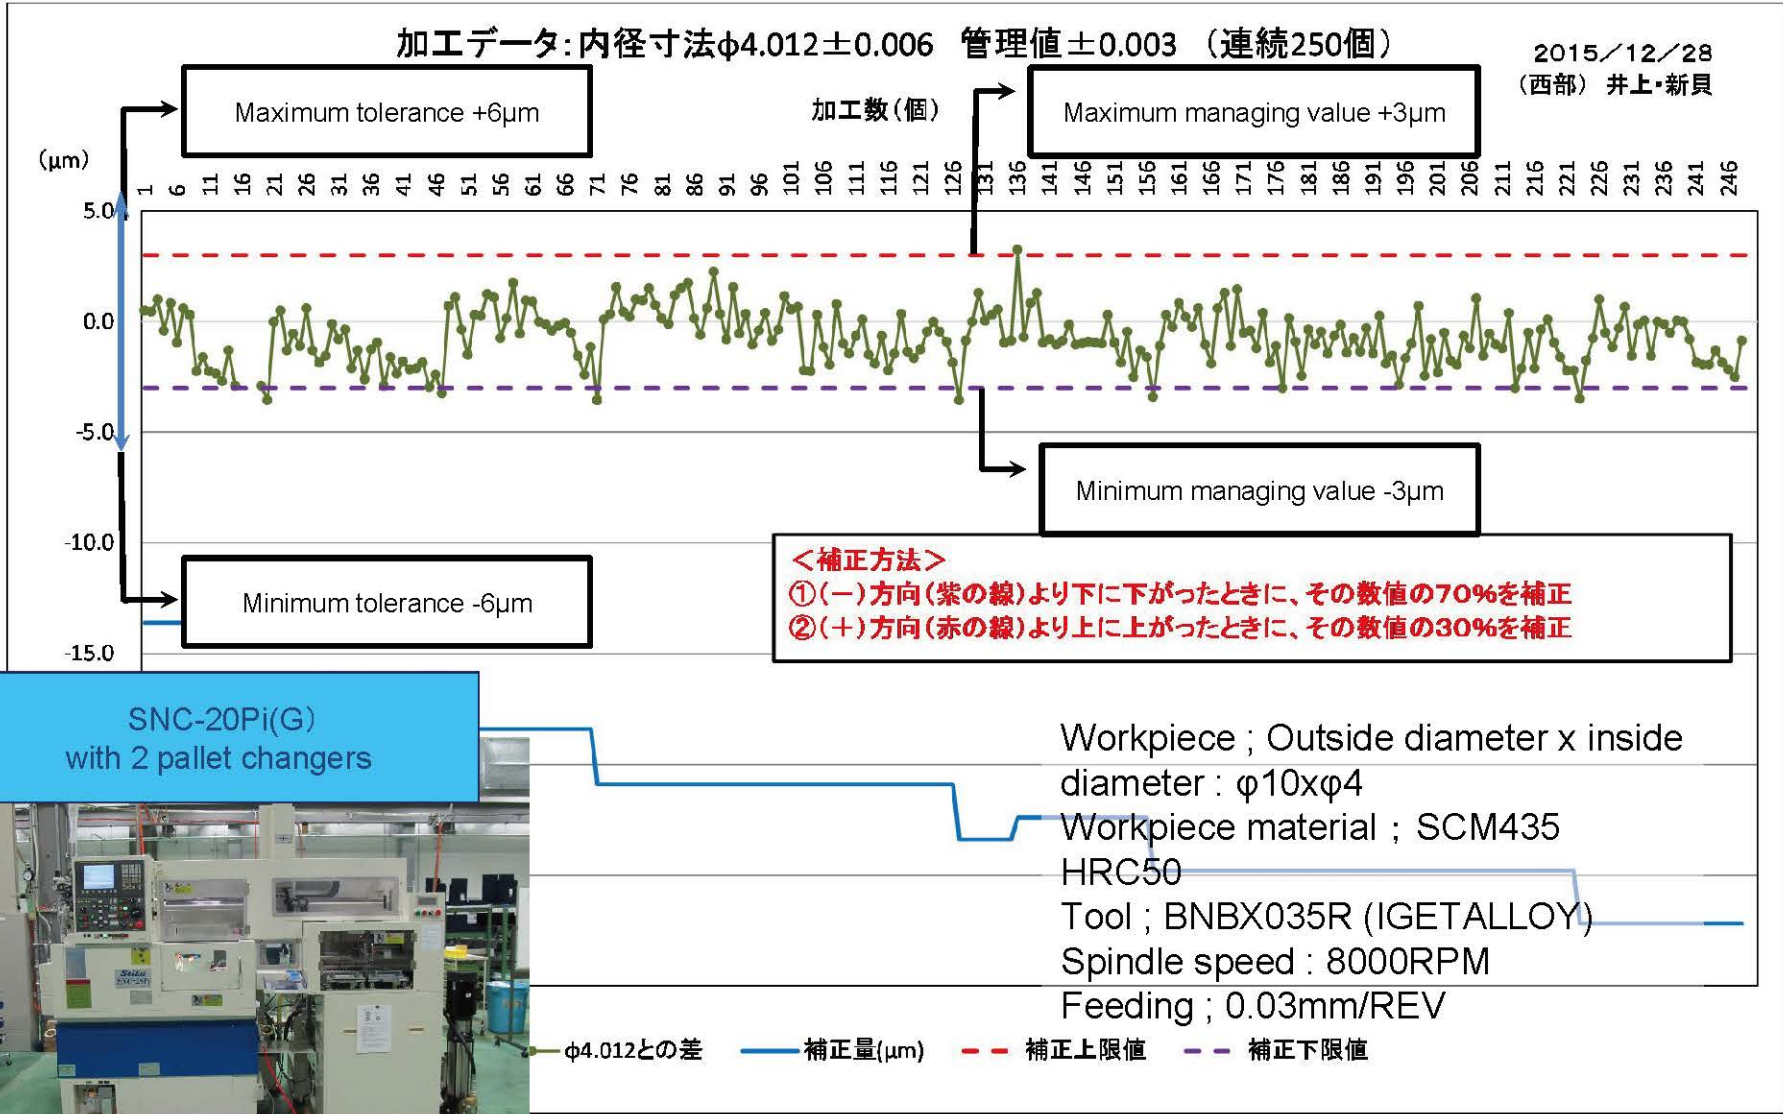 加工データ：内径寸法φ4.012±0.006　管理値±0.003　（連続250個）
2015／12／28
（西部）　井上・新貝
Maximum tolerance +6μm
加工数（個）
Maximum managing value +3μm
（μm）
1 6 11 16 21 26 31 36 41 46 51 56 61 66 71 76 81 86 91 96 101 106 111 116 121 126 131 136 141 146 151 156 161 166 171 176 181 186 191 196 201 206 211 216 221 226 231 236 241 246
5.0
0.0
-5.0
-10.0
-15.0
Minimum managing value -3μm
Minimum tolerance -6μm
＜補正方法＞
①（－）方向（紫の線）より下に下がったときに、その数値の70％を補正
②（＋）方向（赤の線）より上に上がったときに、その数値の30％を補正
SNC-20Pi(G）
with 2 pallet changers
Workpiece ; Outside diameter x inside
diameter : φ10xφ4
Workpiece material ; SCM435
HRC50
Tool ; BNBX035R (IGETALLOY)
Spindle speed : 8000RPM
Feeding ; 0.03mm/REV
Seibu
φ4.012との差
補正量(μm)
補正上限値
補正下限値